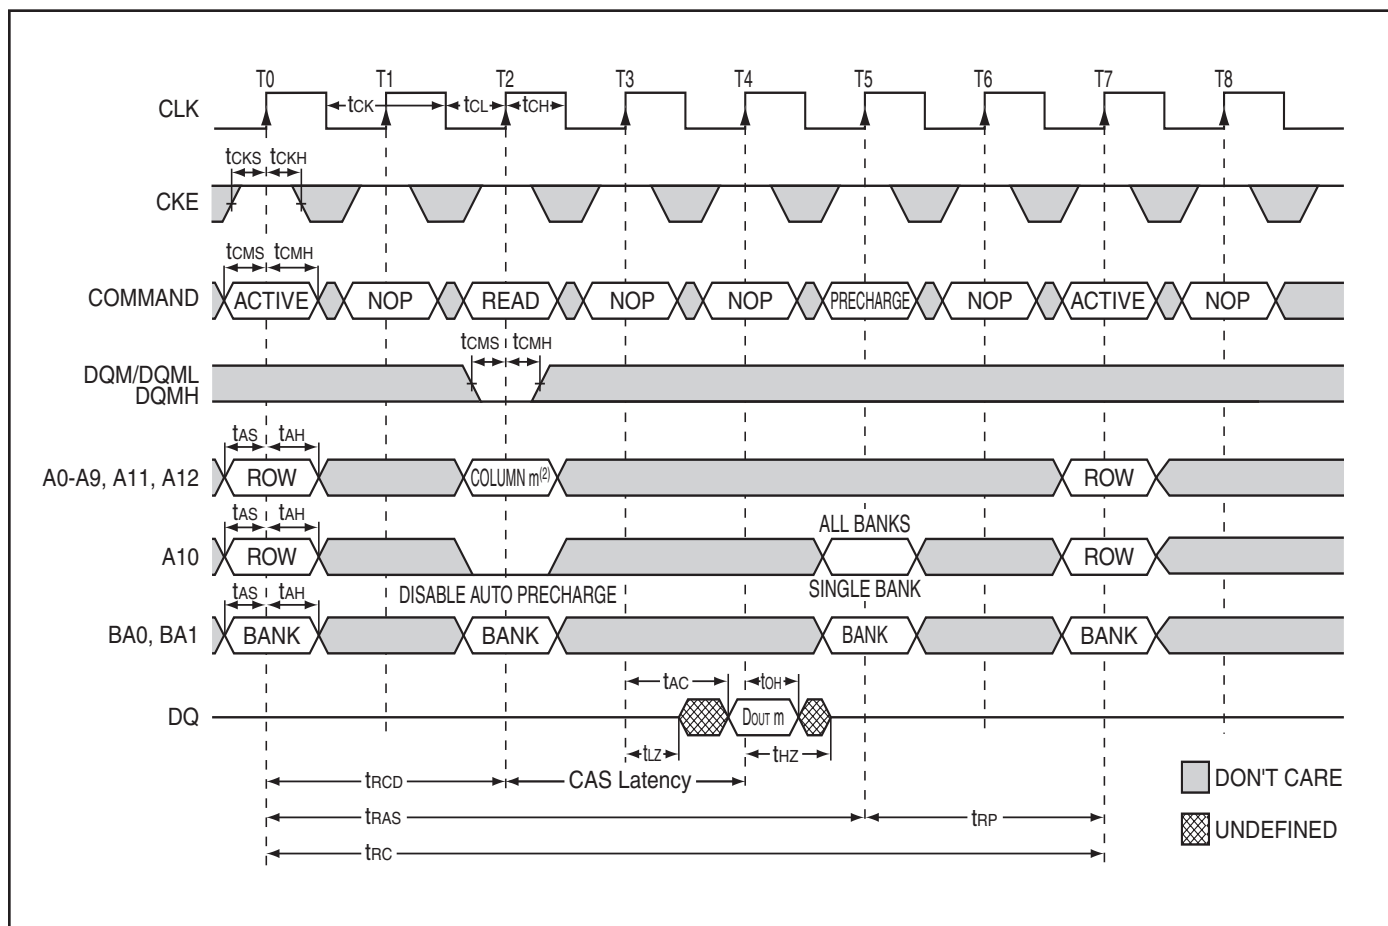 T0 T1 T2 T3 T4 T5 T6 T7 T8
CLK tCK tCL tCH
tCKS tCKH
CKE
tCMS tCMH
COMMAND ACTIVE NOP READ NOP NOP PRECHARGE NOP ACTIVE NOP
tCMS tCMH
DQM/DQML
DQMH
tAS tAH
A0-A9, A11, A12 ROW COLUMN m(2) ROW
tAS tAH ALL BANKS
A10 ROW ROW
DISABLE AUTO PRECHARGE SINGLE BANK
tAS tAH
BA0, BA1 BANK BANK BANK BANK
tAC tOH
DQ DOUT m
tLZ tHZ
tRCD CAS Latency DON'T CARE
tRAS tRP
UNDEFINED
tRC